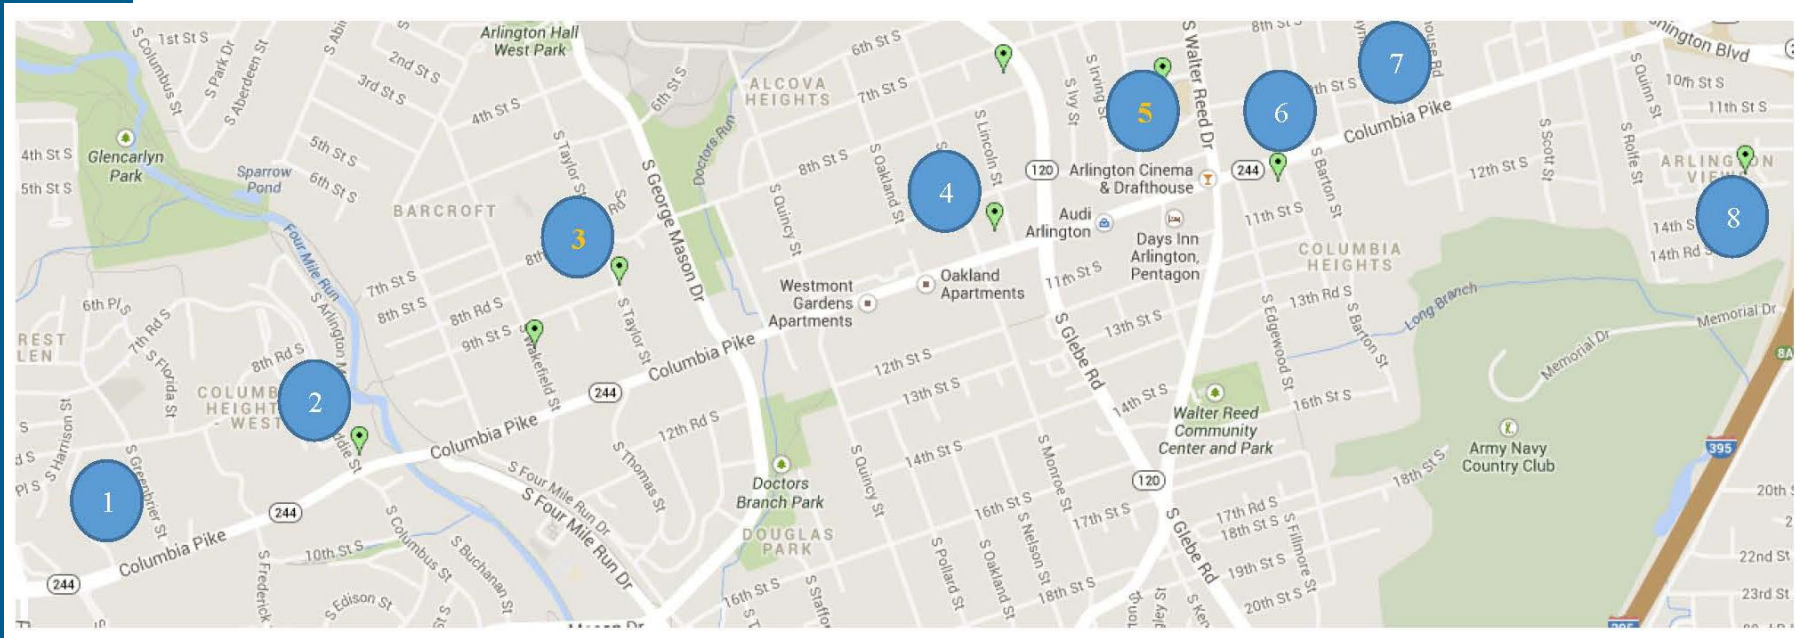 1st St S
S Columbus St
S Park Dr
S Aberdeen St
2nd St S
3rd St S
4th St S
Arlington Hall
West Park
6th St S
ALCOVA
HEIGHTS
6th St S
7th St S
S Irving St
S Ivy St
S Walter Reed Dr
8th St S
7
Columbia Pike
S Quinn St
10th St S
11th St S
5
6
4th St S
5th St S
Glencarlyn
Park
Sparrow
Pond
5th St S
6th St S
BARCROFT
S Taylor St
S George Mason Dr
Doctors Run
8th St S
S Oakland St
S Lincoln St
S Quincy St
4
120
Arlington Cinema
& Drafthouse
244
S Barton St
12th St S
S Scott St
S Rolfe St
ARLINGTON
8
14th St S
14th Rd S
3
Four Mile Run
7th St S
8th St S
8th Rd S
9th St S
S Taylor St
Audi
Arlington
Days Inn
Arlington,
Pentagon
11th St S
COLUMBIA
HEIGHTS
Westmont
Gardens
Apartments
Oakland
Apartments
11th St S
13th St S
S Glebe Rd
13th Rd S
S Edgewood St
S Barton St
Long Branch
Memorial Dr
Memorial Dr
6th Pl S
7th Rd S
8th Rd S
S Florida St
S Harrison St
2
244
Columbia Pike
12th St S
13th St S
14th St S
16th St S
Walter Reed
Community
Center and Park
Army Navy
Country Club
395
1
S Greenbrier St
Columbia Pike
12th Rd S
S Thomas St
S Four Mile Run Dr
S Four Mile Run Dr
Doctors
Branch Park
DOUGLAS
PARK
S Quincy St
14th St S
S Monroe St
120
18th St S
244
Columbia Pike
244
10th St S
S Columbus St
S Buchanan St
S Edison St
16th St S
S Pollard St
S Oakland St
S Nelson St
16th St S
17th St S
18th St S
S Glebe Rd
17th Rd S
18th St S
S Fillmore St
19th St S
20th St S
22nd St
23rd St